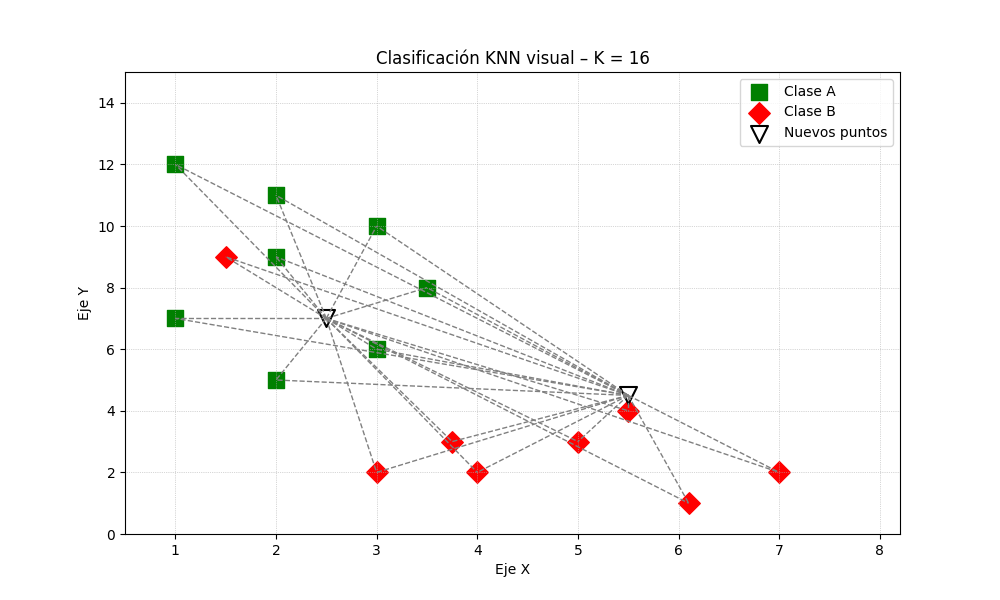 Clasificación KNN visual – K = 16
Clase A
Clase B
Nuevos puntos
14
12
10
8
6
4
2
0
Eje Y
1 2 3 4 5 6 7 8
Eje X